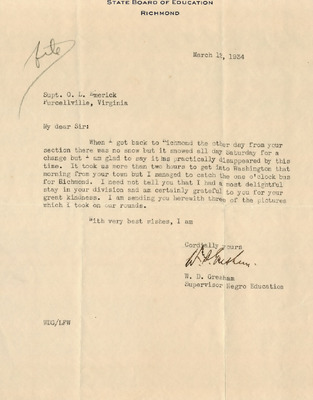 STATE BOARD OF EDUCATION
RICHMOND
file
March 12, 1934
Supt. O. L. Emerick
Purcellville, Virginia
My dear Sir:
When I got back to Richmond the other day from your
section there was no snow but it snowed all day Saturday for a
change but I am glad to say it has practically disappeared by this
time. It took us more than two hours to get into Washington that
morning from your town but I managed to catch the one o'clock bus
for Richmond. I need not tell you that I had a most delightful
stay in your division and am certainly grateful to you for your
great kindness. I am sending you herewith three of the pictures
which i took on our rounds.
With very best wishes, I am
Cordially yours
W. D. Gresham.
W. D. Gresham
Supervisor Negro Education
WDG/LFW